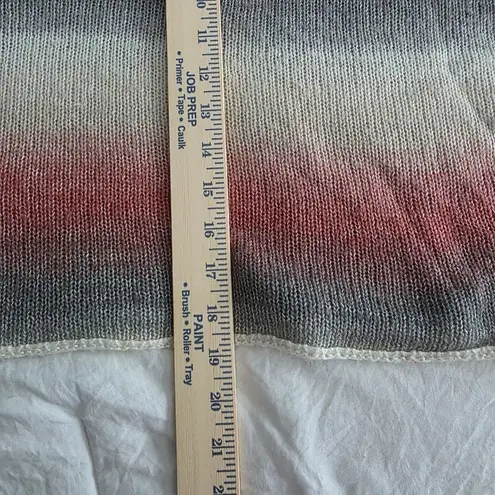 11
12
JOB PREP
• Primer • Tape • Caulk
13
14
15
16
17
18
PAINT
• Brush • Roller • Tray
19
20
21